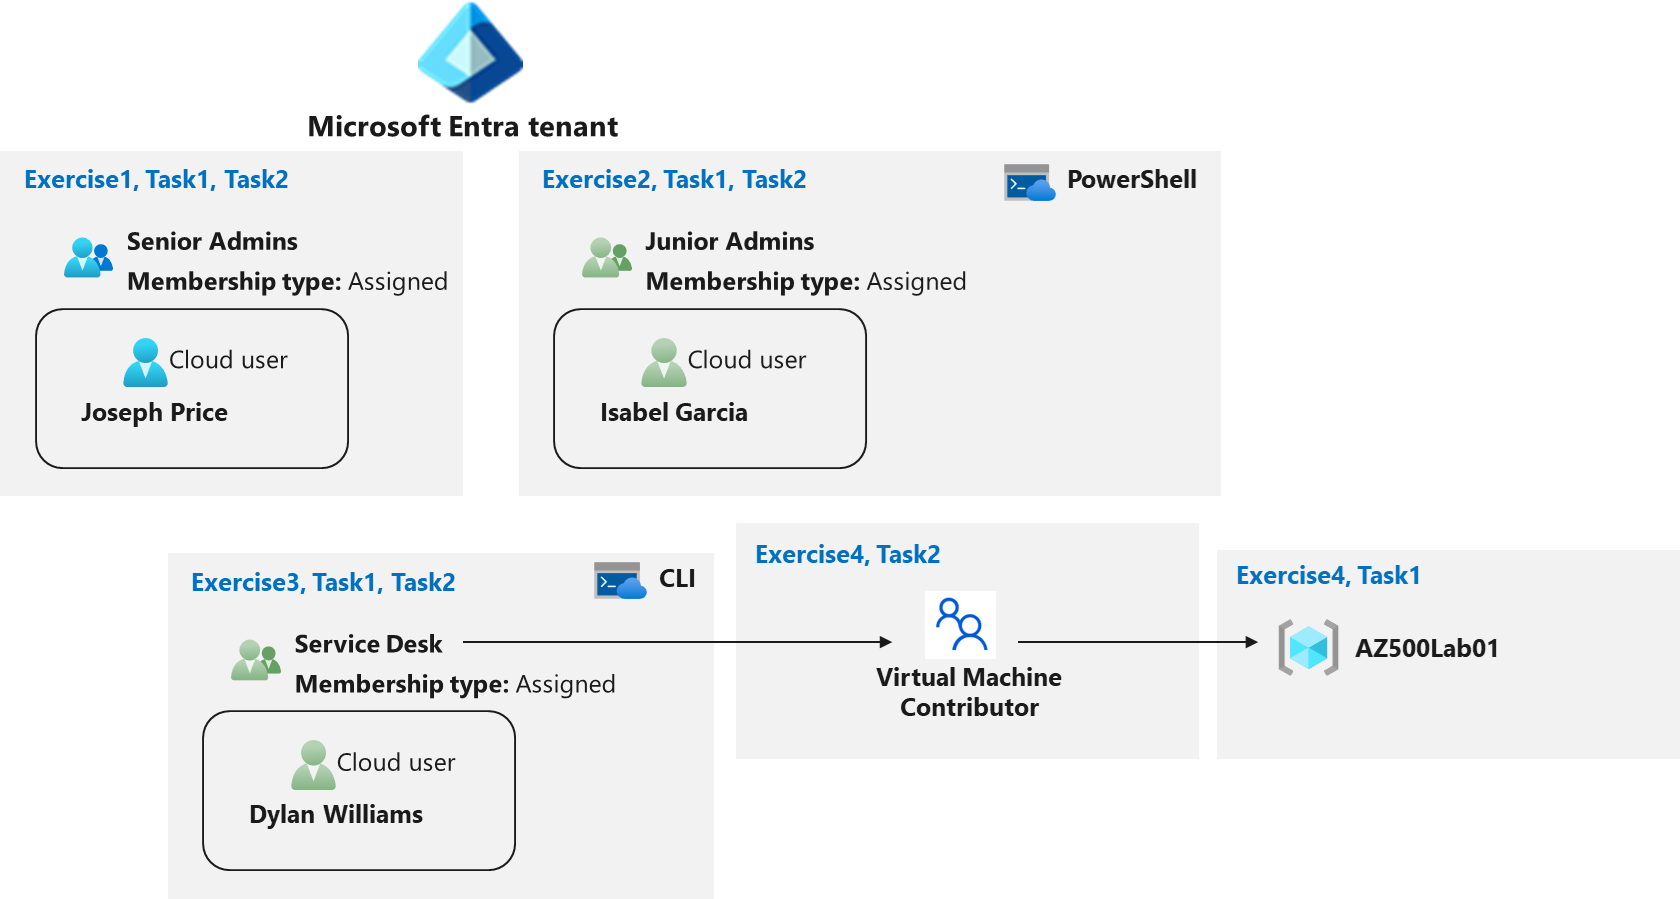 Microsoft Entra tenant
Exercise1, Task1, Task2
Senior Admins
Membership type: Assigned
Cloud user
Joseph Price
Exercise2, Task1, Task2
PowerShell
Junior Admins
Membership type: Assigned
Cloud user
Isabel Garcia
Exercise3, Task1, Task2
CLI
Service Desk
Membership type: Assigned
Cloud user
Dylan Williams
Exercise4, Task2
Virtual Machine
Contributor
Exercise4, Task1
AZ500Lab01